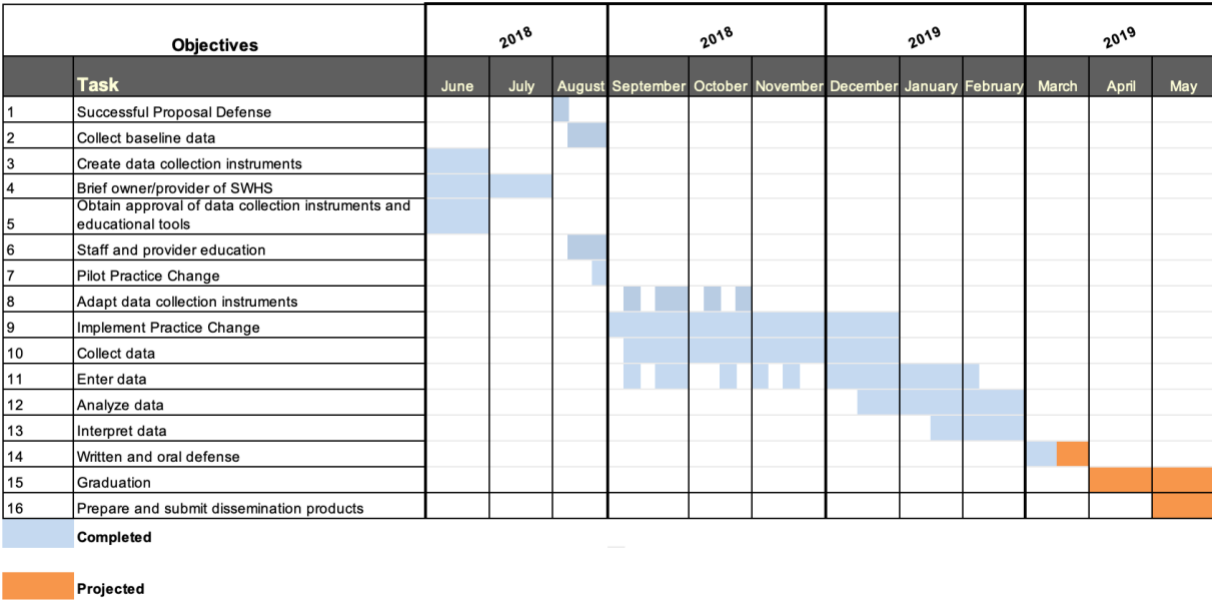 Objectives 2018 2018 2019 2019
Task June July August September October November December January February March April May
1 Successful Proposal Defense
2 Collect baseline data
3 Create data collection instruments
4 Brief owner/provider of SWHS
5 Obtain approval of data collection instruments and
educational tools
6 Staff and provider education
7 Pilot Practice Change
8 Adapt data collection instruments
9 Implement Practice Change
10 Collect data
11 Enter data
12 Analyze data
13 Interpret data
14 Written and oral defense
15 Graduation
16 Prepare and submit dissemination products
Completed
Projected